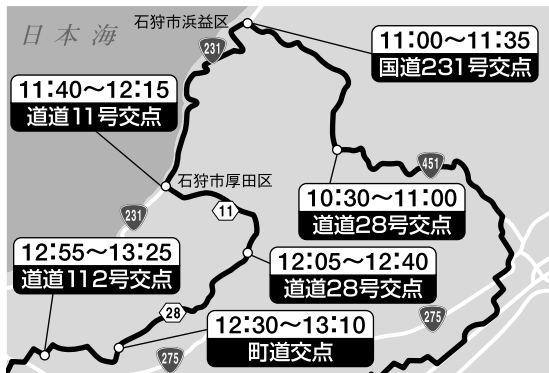 石狩市浜益区
日本海
231
11:00〜11:35
国道231号交点
11:40〜12:15
道道11号交点
451
石狩市厚田区
10:30〜11:00
道道28号交点
11
231
12:55〜13:25
道道112号交点
12:05〜12:40
道道28号交点
28
12:30〜13:10
町道交点
275
275